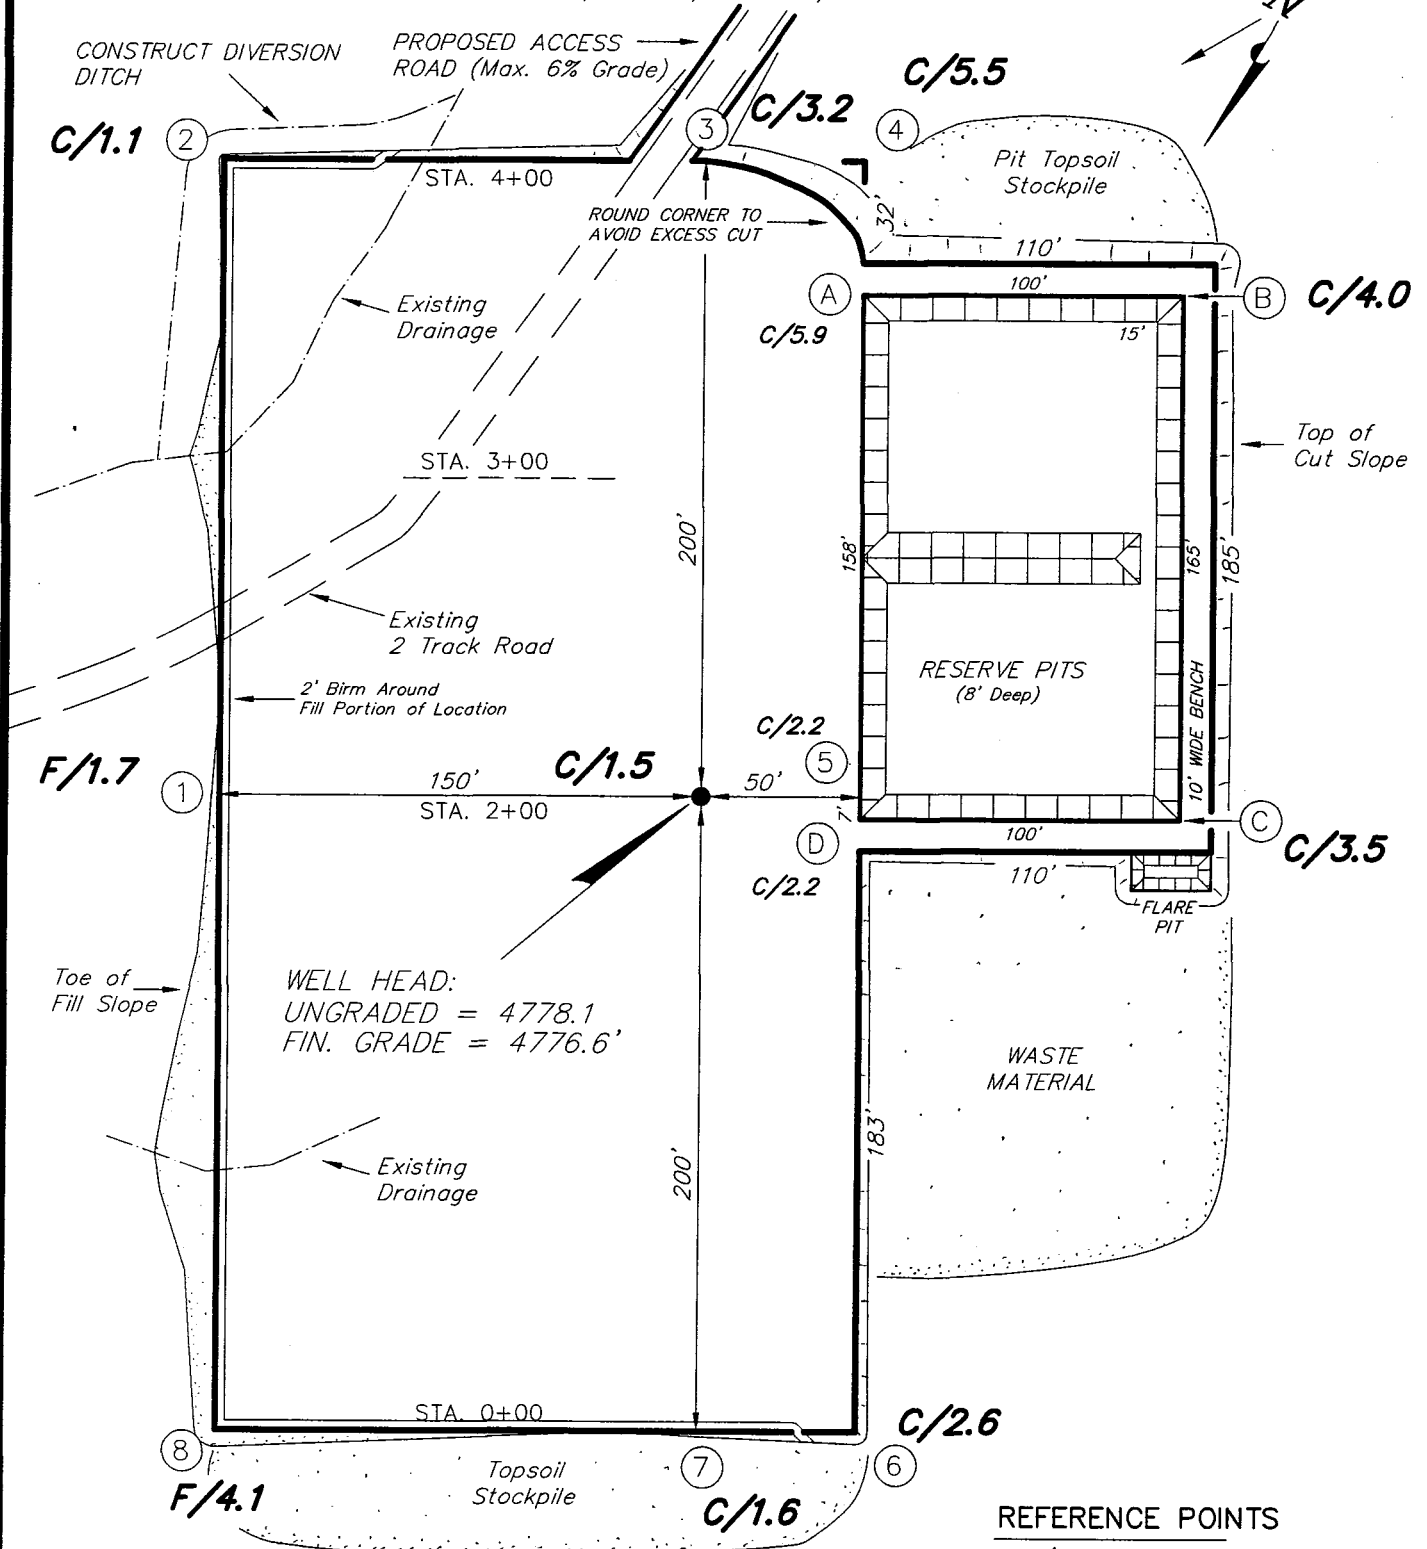 N
CONSTRUCT DIVERSION
DITCH
PROPOSED ACCESS
ROAD (Max. 6% Grade)
C/5.5
C/1.1
2
3
C/3.2
4
Pit Topsoil
Stockpile
STA. 4+00
ROUND CORNER TO
AVOID EXCESS CUT
32'
110'
100'
A
B
C/4.0
C/5.9
15'
Existing
Drainage
Top of
Cut Slope
STA. 3+00
200'
158'
165'
185'
Existing
2 Track Road
RESERVE PITS
(8' Deep)
10' WIDE BENCH
2' Birm Around
Fill Portion of Location
C/2.2
F/1.7
1
150'
STA. 2+00
C/1.5
50'
5
7'
D
100'
C
C/3.5
C/2.2
110'
FLARE
PIT
Toe of
Fill Slope
WELL HEAD:
UNGRADED = 4778.1
FIN. GRADE = 4776.6'
WASTE
MATERIAL
183'
Existing
Drainage
200'
STA. 0+00
C/2.6
8
7
6
F/4.1
Topsoil
Stockpile
C/1.6
REFERENCE POINTS